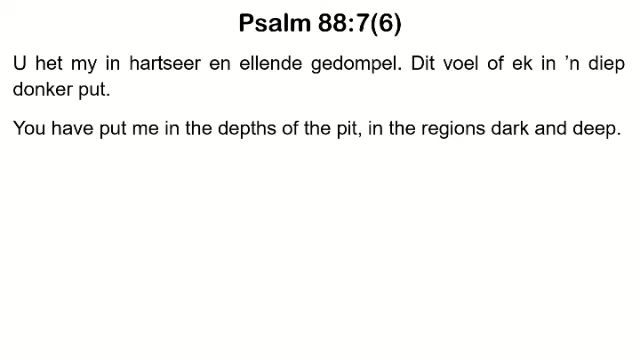 Psalm 88:7(6)
U het my in hartseer en ellende gedompel. Dit voel of ek in ’n diep
donker put.
You have put me in the depths of the pit, in the regions dark and deep.